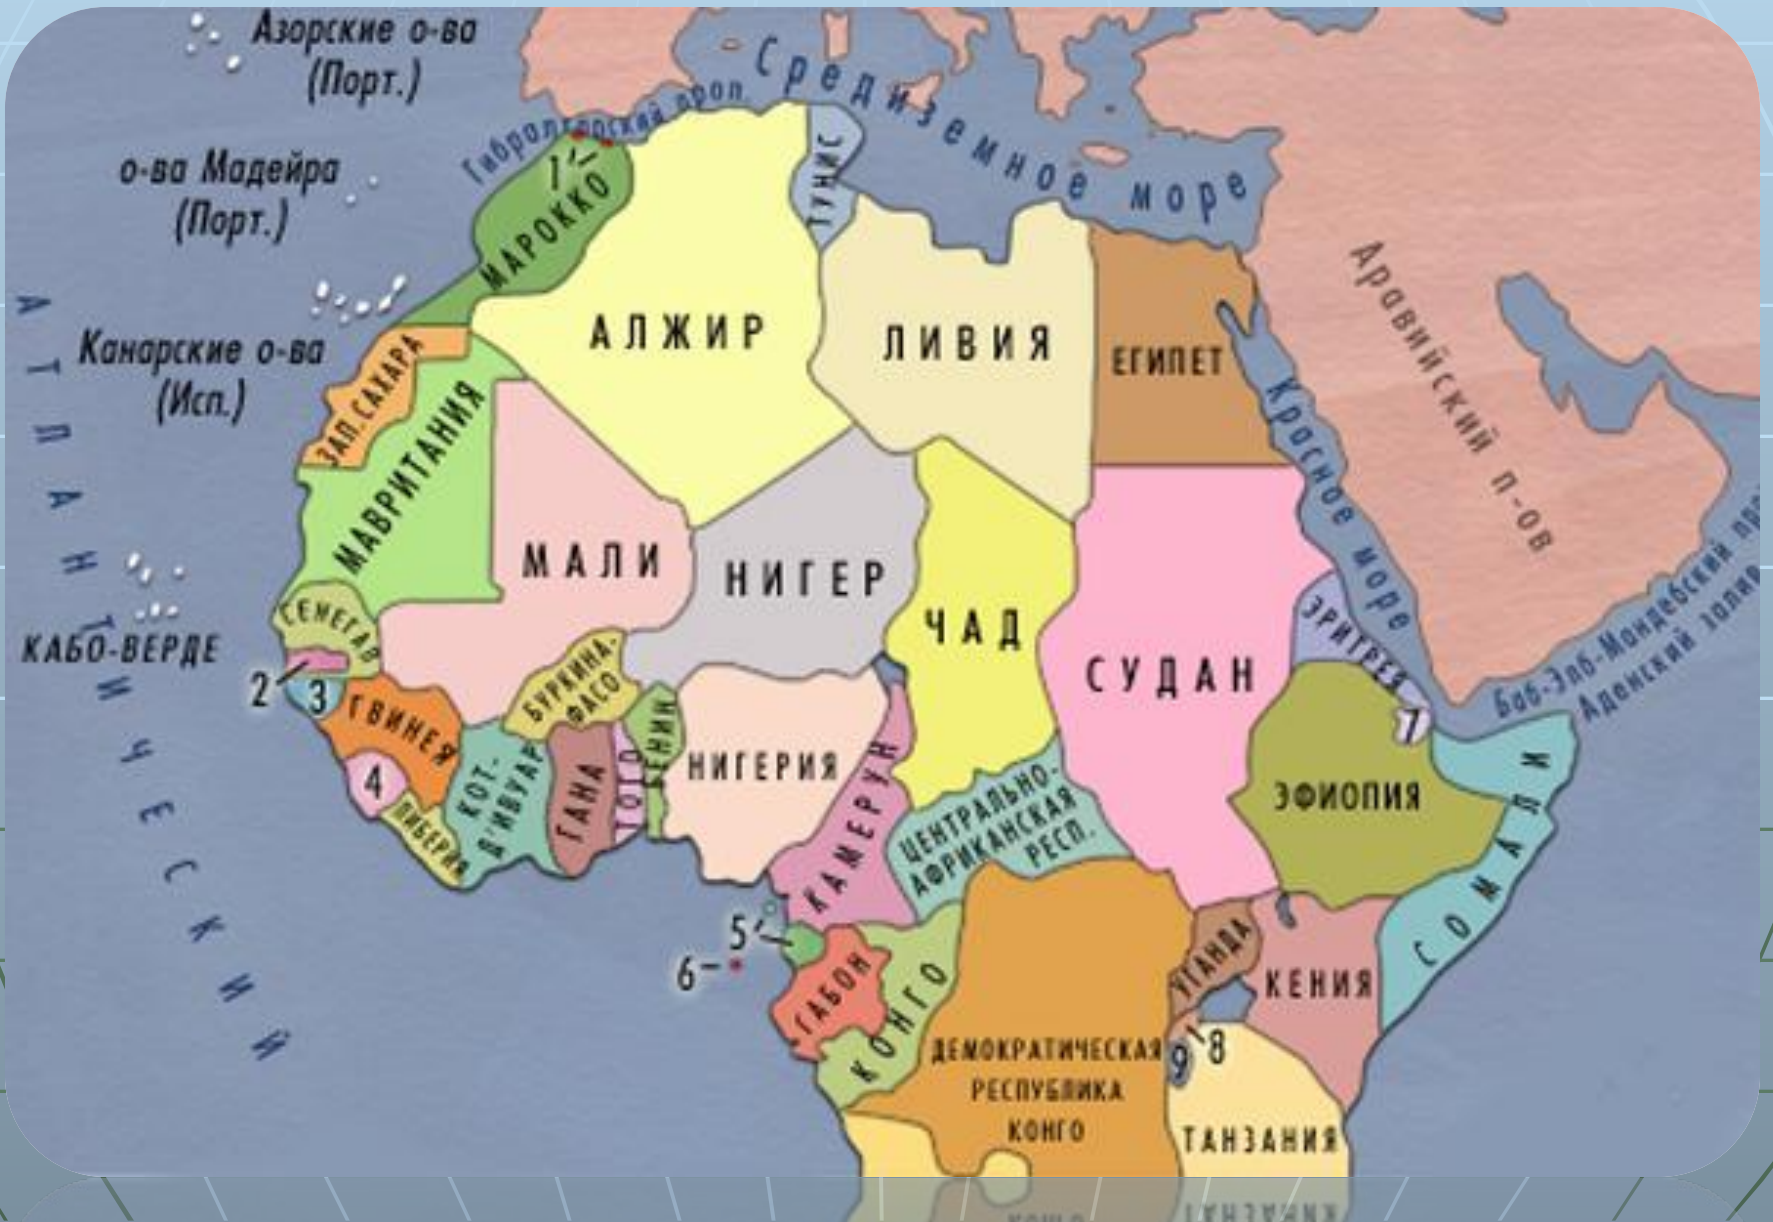 Азорские о-ва
(Порт.)
Средиземное море
Гибралтарский прол.
о-ва Мадейра
(Порт.)
1
МАРОККО
ТУНИС
Канарские о-ва
(Исп.)
АЛЖИР
ЛИВИЯ
ЕГИПЕТ
Аравийский п-ов
Красное море
ЗАП. САХАРА
МАВРИТАНИЯ
АТЛАНТИЧЕСКИЙ
МАЛИ
НИГЕР
ЧАД
СУДАН
ЭРИТРЕЯ
Баб-Эль-Мандебский
Аденский залив
КАБО-ВЕРДЕ
СЕНЕГАЛ
2
3
ГВИНЕЯ
БУРКИНА-
ФАСО
БЕНИН
НИГЕРИЯ
7
4
ЛИБЕРИЯ
КОТ-
Д'ИВУАР
ГАНА
ТОГО
КАМЕРУН
ЦЕНТРАЛЬНО-
АФРИКАНСКАЯ
РЕСП.
ЭФИОПИЯ
СОМАЛИ
5
6
ГАБОН
КОНГО
УГАНДА
КЕНИЯ
ДЕМОКРАТИЧЕСКАЯ
РЕСПУБЛИКА
КОНГО
9
8
ТАНЗАНИЯ